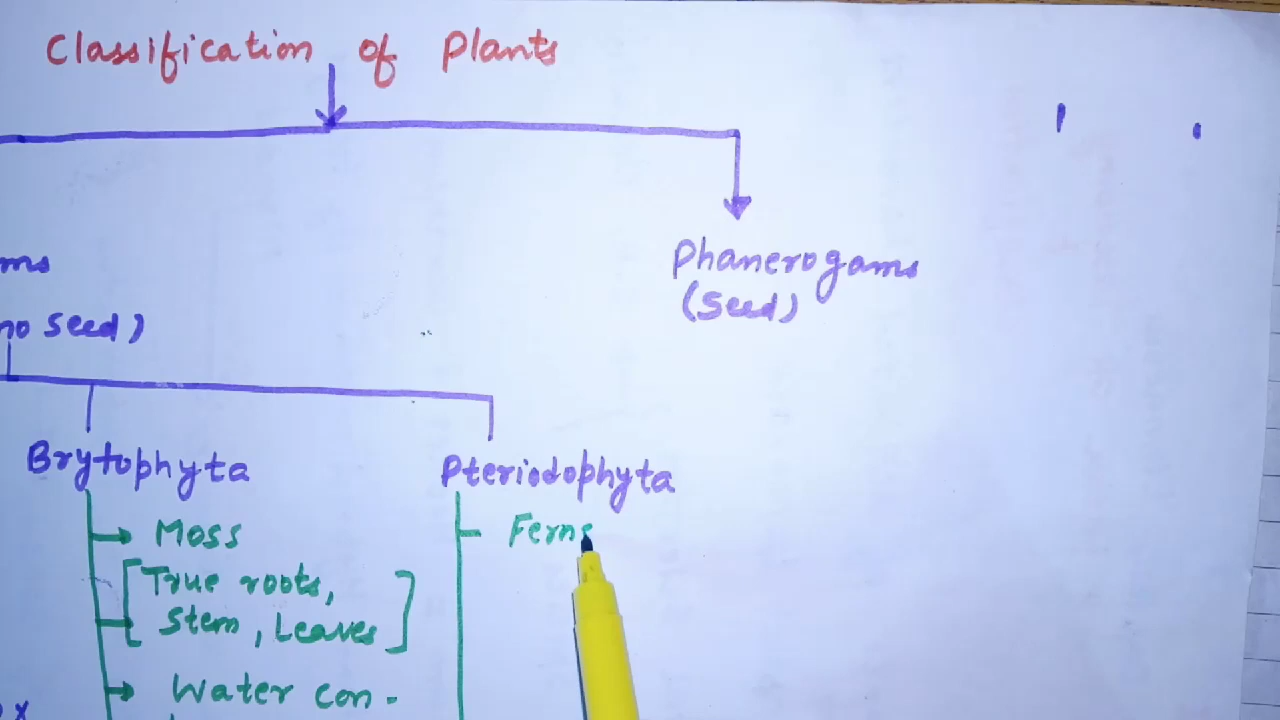 Classification of Plants
ms
Phanerogams
(Seed)
no Seed)
Brytophyta
Pteriodophyta
Moss
Ferns
True roots,
Stem, Leaves
Water con-
x